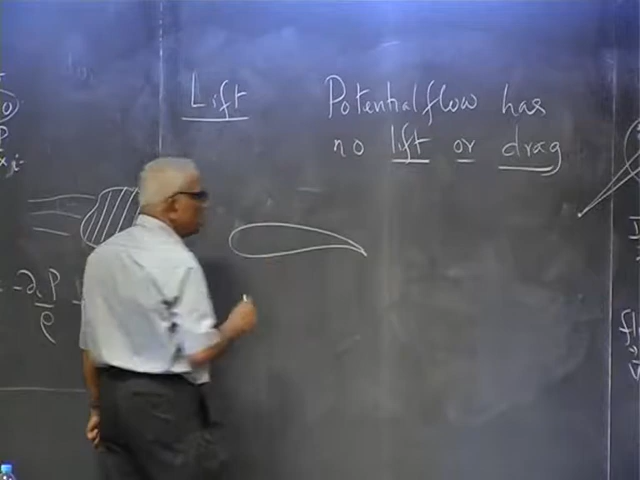 Lift
Potential flow has
no lift or drag